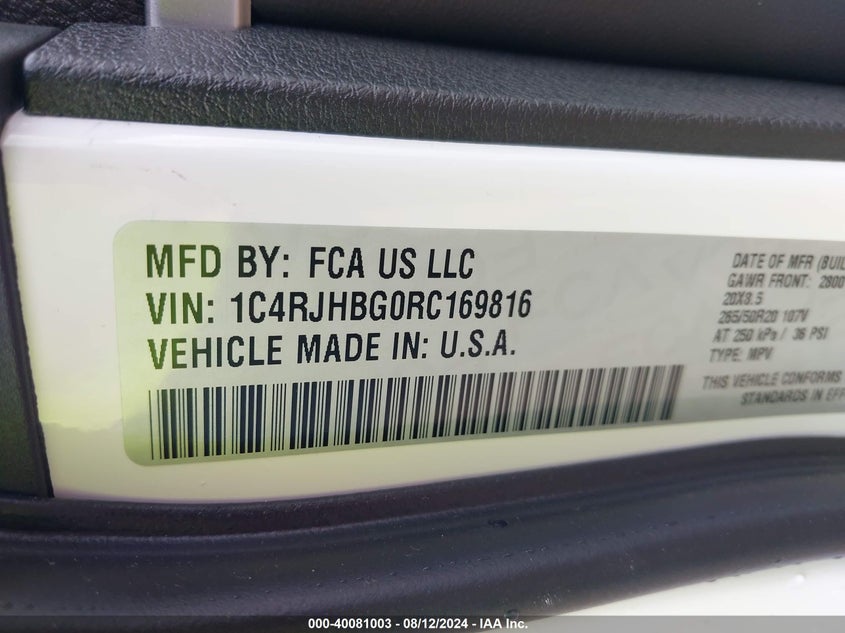 MFD BY: FCA US LLC
VIN: 1C4RJHBG0RC169816
VEHICLE MADE IN: U.S.A.
DATE OF MFR (BUIL
GAWR FRONT: 2800
20X8.5
265/50R20 107V
AT 250 kPa / 36 PSI
TYPE: MPV
THIS VEHICLE CONFORMS
STANDARDS IN EFF
000-40081003 - 08/12/2024 - IAA Inc.